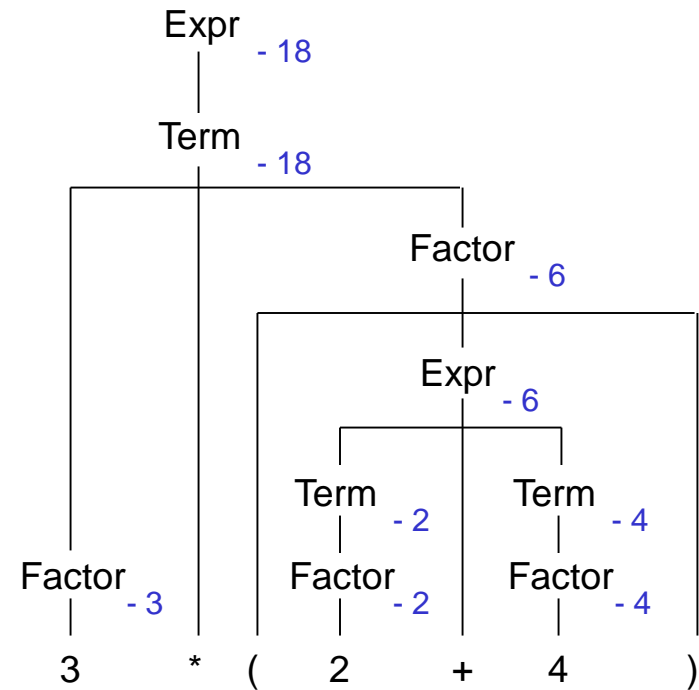 Expr
- 18
Term
- 18
Factor
- 6
Expr
- 6
Term
- 2
Term
- 4
Factor
- 3
Factor
- 2
Factor
- 4
3 * ( 2 + 4 )